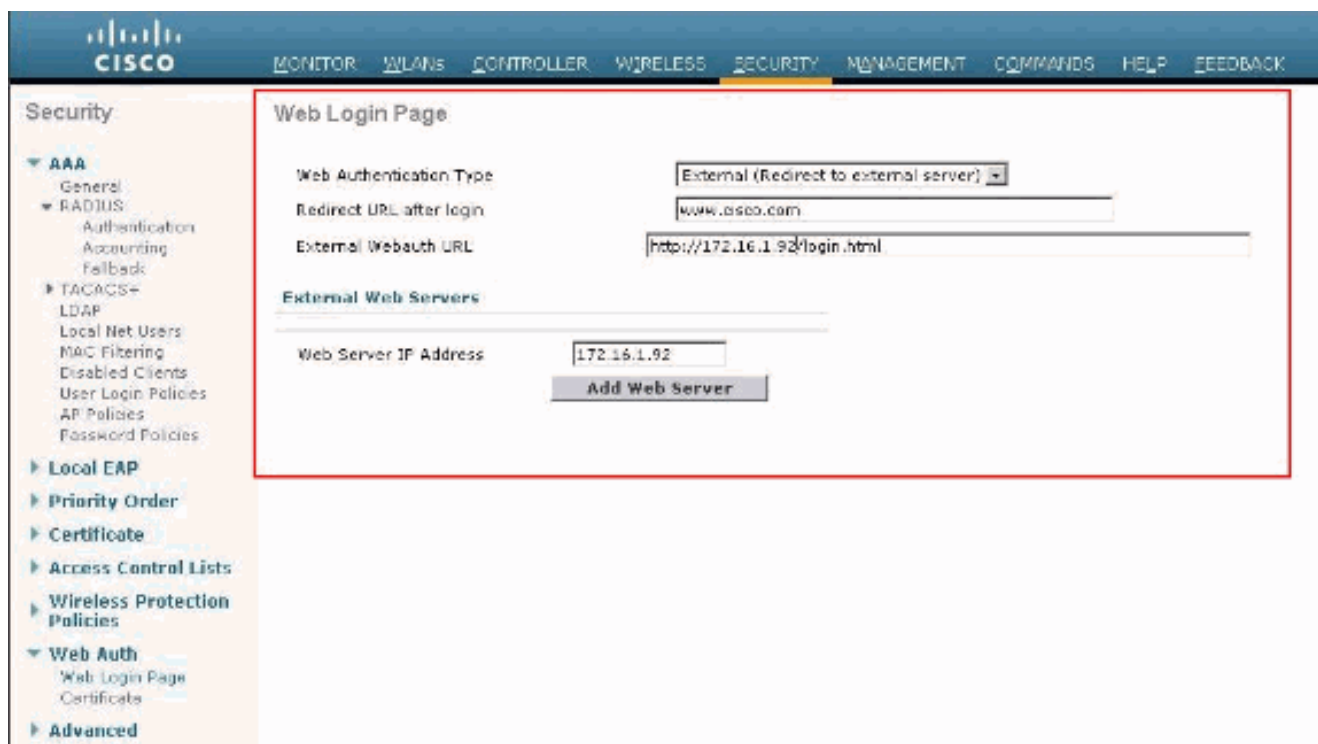 CISCO
MONITOR WLANs CONTROLLER WIRELESS SECURITY MANAGEMENT COMMANDS HELP FEEDBACK
Security
AAA
General
RADIUS
Authentication
Accounting
Fallback
TACACS+
LDAP
Local Net Users
MAC Filtering
Disabled Clients
User Login Policies
AP Policies
Password Policies
Local EAP
Priority Order
Certificate
Access Control Lists
Wireless Protection
Policies
Web Auth
Web Login Page
Certificate
Advanced
Web Login Page
Web Authentication Type External (Redirect to external server)
Redirect URL after login www.cisco.com
External Webauth URL http://172.16.1.92/login.html
External Web Servers
Web Server IP Address 172.16.1.92
Add Web Server